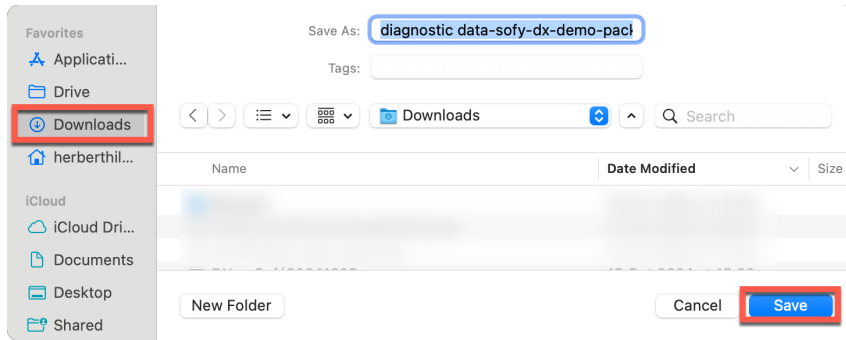 Favorites
Applicati...
Drive
Downloads
herberthil...
iCloud
iCloud Dri...
Documents
Desktop
Shared
Save As: diagnostic data-sofy-dx-demo-pack
Tags:
Downloads
Search
Name Date Modified Size
New Folder Cancel Save